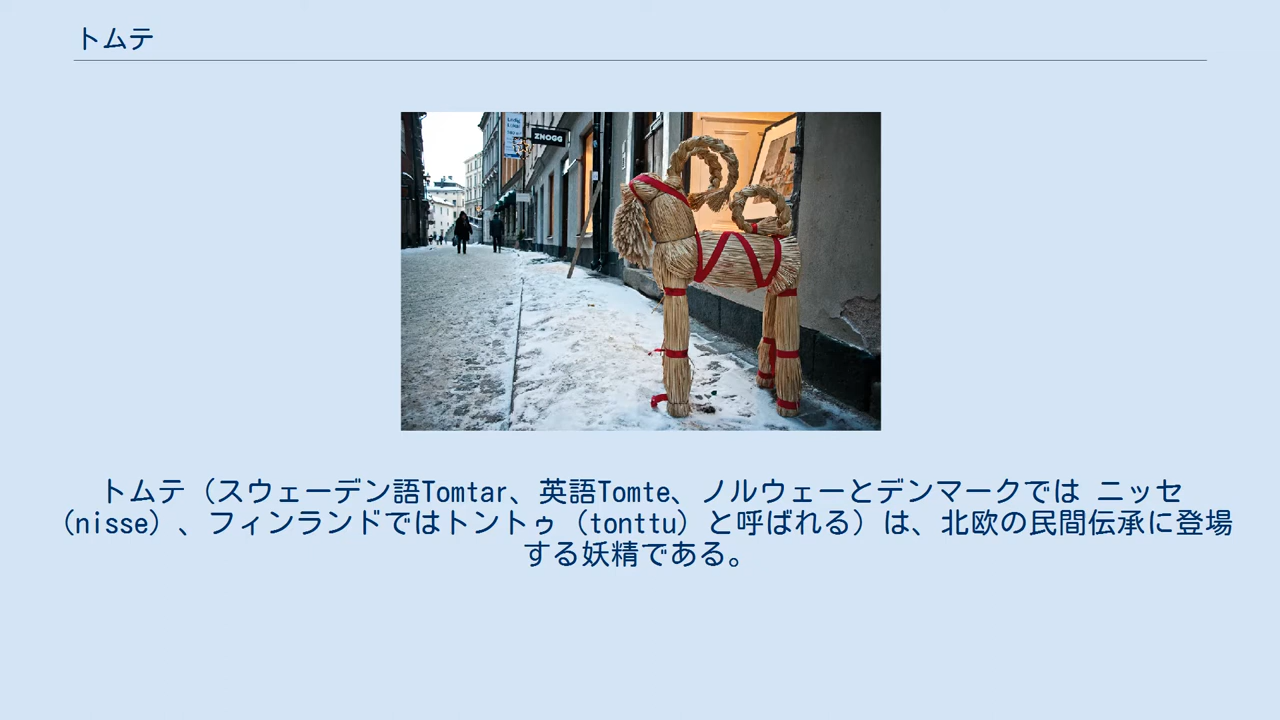 トムテ
ZNOGG
トムテ（スウェーデン語Tomtar、英語Tomte、ノルウェーとデンマークでは ニッセ
（nisse）、フィンランドではトントゥ（tonttu）と呼ばれる）は、北欧の民間伝承に登場
する妖精である。